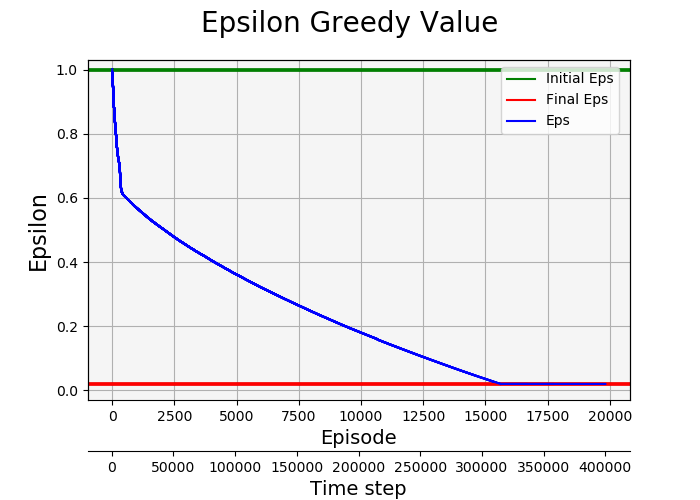 Epsilon Greedy Value
Initial Eps
Final Eps
Eps
1.0
0.8
0.6
0.4
0.2
0.0
Epsilon
0 2500 5000 7500 10000 12500 15000 17500 20000
Episode
0 50000 100000 150000 200000 250000 300000 350000 400000
Time step